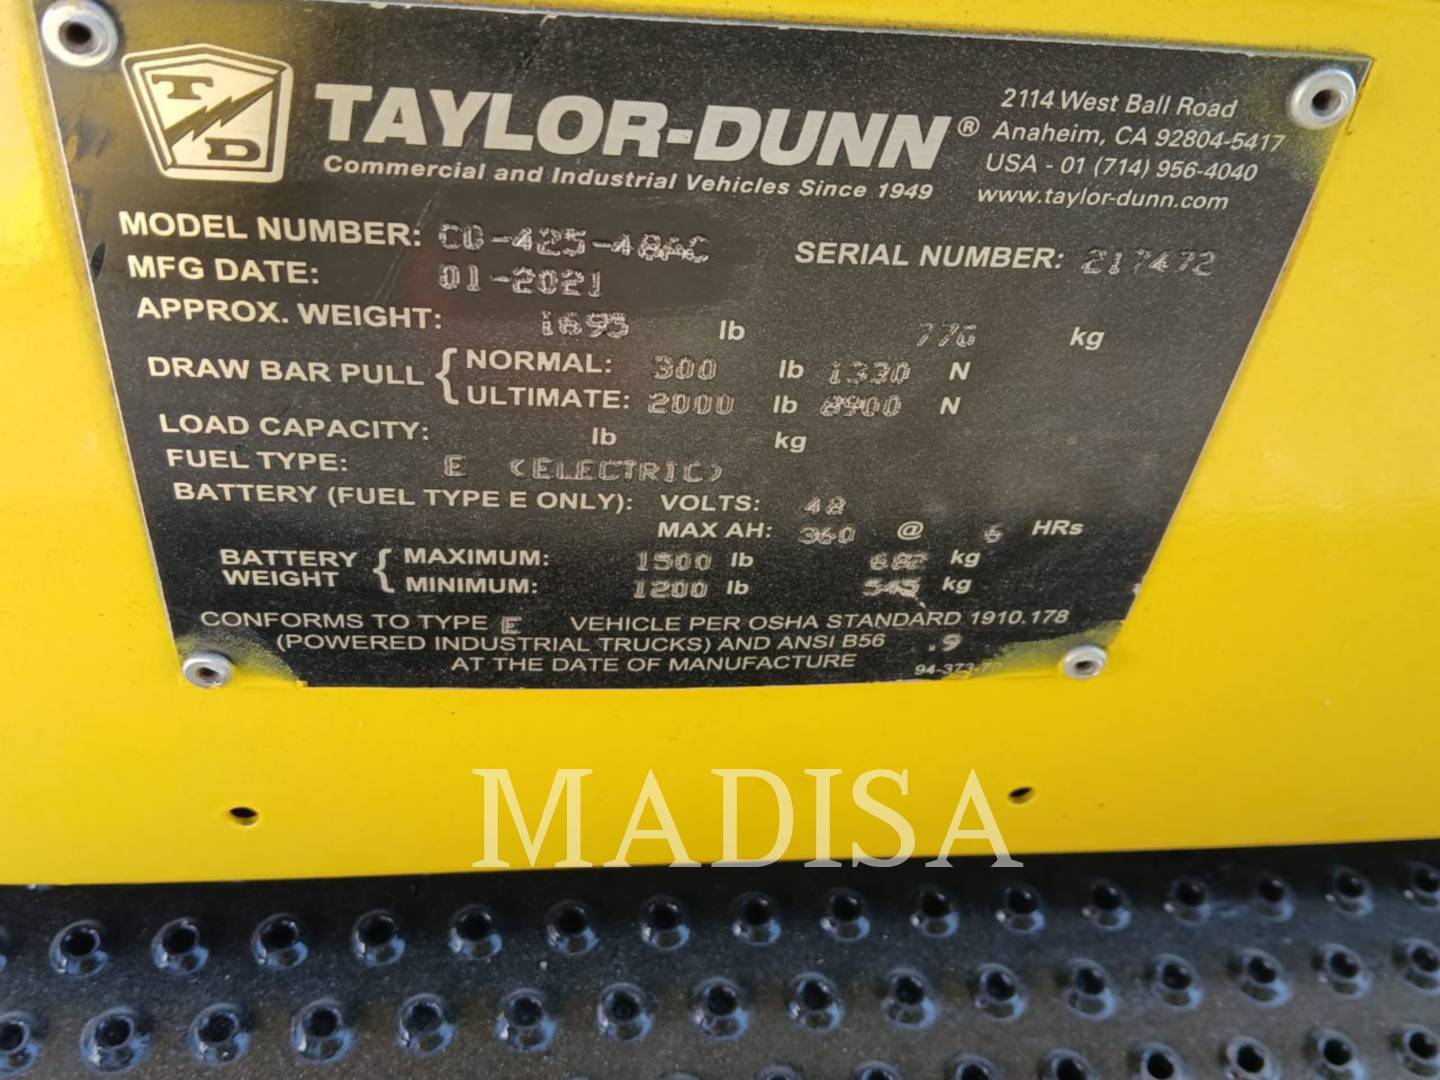 TAYLOR-DUNN®
Commercial and Industrial Vehicles Since 1949
2114 West Ball Road
Anaheim, CA 92804-5417
USA - 01 (714) 956-4040
www.taylor-dunn.com
MODEL NUMBER: CO-425-48AC
SERIAL NUMBER: 217472
MFG DATE: 01-2021
APPROX. WEIGHT: 1695 lb 770 kg
DRAW BAR PULL { NORMAL: 300 lb 1330 N
ULTIMATE: 2000 lb 8900 N
LOAD CAPACITY: lb kg
FUEL TYPE: E (ELECTRIC)
BATTERY (FUEL TYPE E ONLY): VOLTS: 48
MAX AH: 360 @ 6 HRs
BATTERY WEIGHT { MAXIMUM: 1500 lb 682 kg
MINIMUM: 1200 lb 545 kg
CONFORMS TO TYPE E VEHICLE PER OSHA STANDARD 1910.178
(POWERED INDUSTRIAL TRUCKS) AND ANSI B56 .9
AT THE DATE OF MANUFACTURE
MADISA